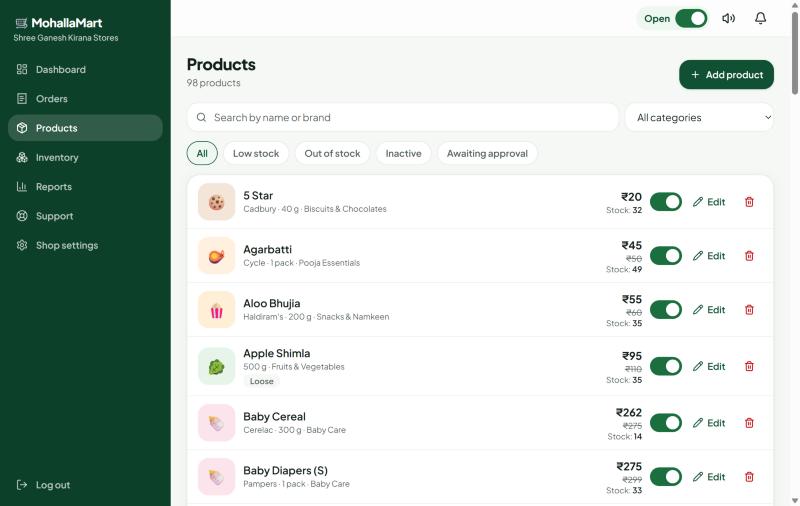 MohallaMart
Shree Ganesh Kirana Stores
Dashboard
Orders
Products
Inventory
Reports
Support
Shop settings
Log out
Open
Products
98 products
+ Add product
Search by name or brand
All categories
All
Low stock
Out of stock
Inactive
Awaiting approval
5 Star
Cadbury · 40 g · Biscuits & Chocolates
₹20
Stock: 32
Edit
Agarbatti
Cycle · 1 pack · Pooja Essentials
₹45
₹50
Stock: 49
Edit
Aloo Bhujia
Haldiram's · 200 g · Snacks & Namkeen
₹55
₹60
Stock: 35
Edit
Apple Shimla
500 g · Fruits & Vegetables
Loose
₹95
₹110
Stock: 35
Edit
Baby Cereal
Cerelac · 300 g · Baby Care
₹262
₹275
Stock: 14
Edit
Baby Diapers (S)
Pampers · 1 pack · Baby Care
₹275
₹299
Stock: 33
Edit